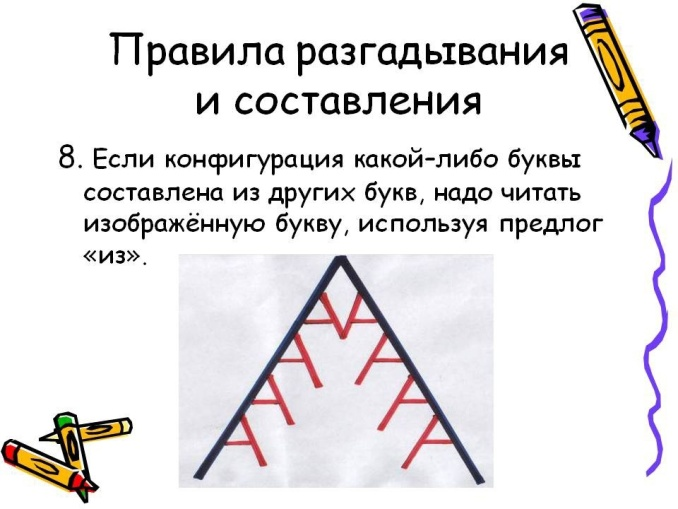 Правила разгадывания
и составления
8. Если конфигурация какой-либо буквы
составлена из других букв, надо читать
изображённую букву, используя предлог
«из».